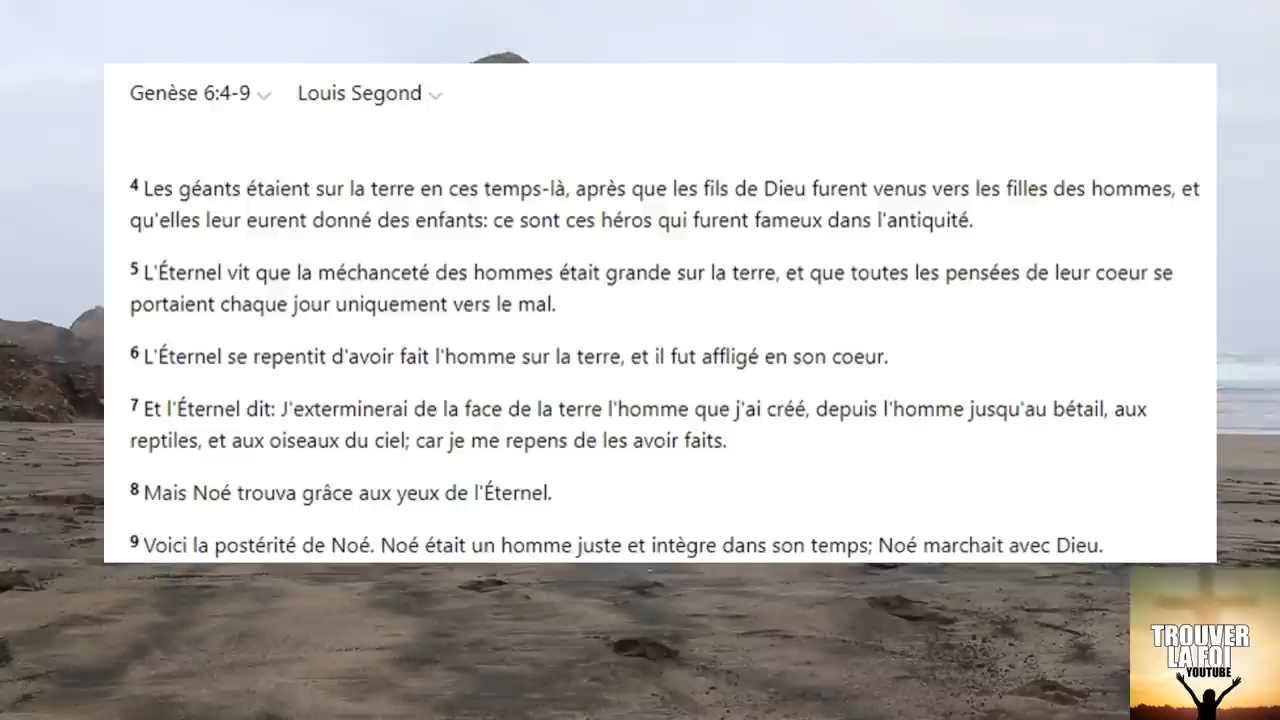 Genèse 6:4-9 Louis Segond
4 Les géants étaient sur la terre en ces temps-là, après que les fils de Dieu furent venus vers les filles des hommes, et
qu'elles leur eurent donné des enfants: ce sont ces héros qui furent fameux dans l'antiquité.
5 L'Éternel vit que la méchanceté des hommes était grande sur la terre, et que toutes les pensées de leur coeur se
portaient chaque jour uniquement vers le mal.
6 L'Éternel se repentit d'avoir fait l'homme sur la terre, et il fut affligé en son coeur.
7 Et l'Éternel dit: J'exterminerai de la face de la terre l'homme que j'ai créé, depuis l'homme jusqu'au bétail, aux
reptiles, et aux oiseaux du ciel; car je me repens de les avoir faits.
8 Mais Noé trouva grâce aux yeux de l'Éternel.
9 Voici la postérité de Noé. Noé était un homme juste et intègre dans son temps; Noé marchait avec Dieu.
TROUVER
LA FOI
YOUTUBE